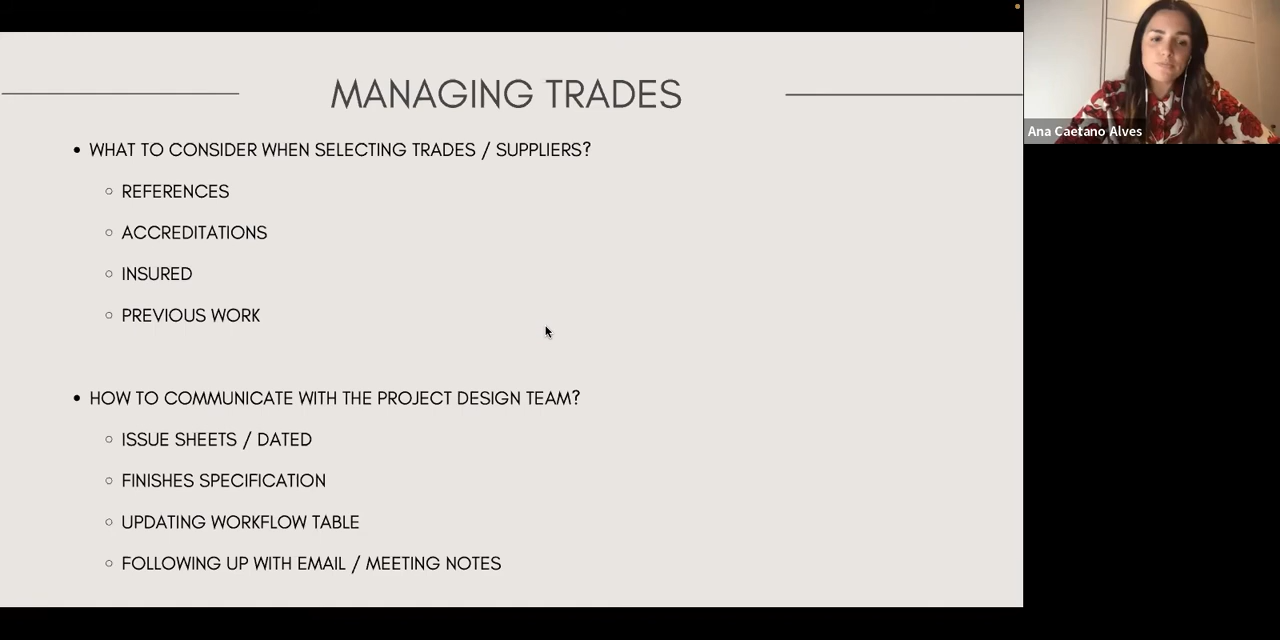 MANAGING TRADES
• WHAT TO CONSIDER WHEN SELECTING TRADES / SUPPLIERS?
○ REFERENCES
○ ACCREDITATIONS
○ INSURED
○ PREVIOUS WORK
• HOW TO COMMUNICATE WITH THE PROJECT DESIGN TEAM?
○ ISSUE SHEETS / DATED
○ FINISHES SPECIFICATION
○ UPDATING WORKFLOW TABLE
○ FOLLOWING UP WITH EMAIL / MEETING NOTES
Ana Caetano Alves